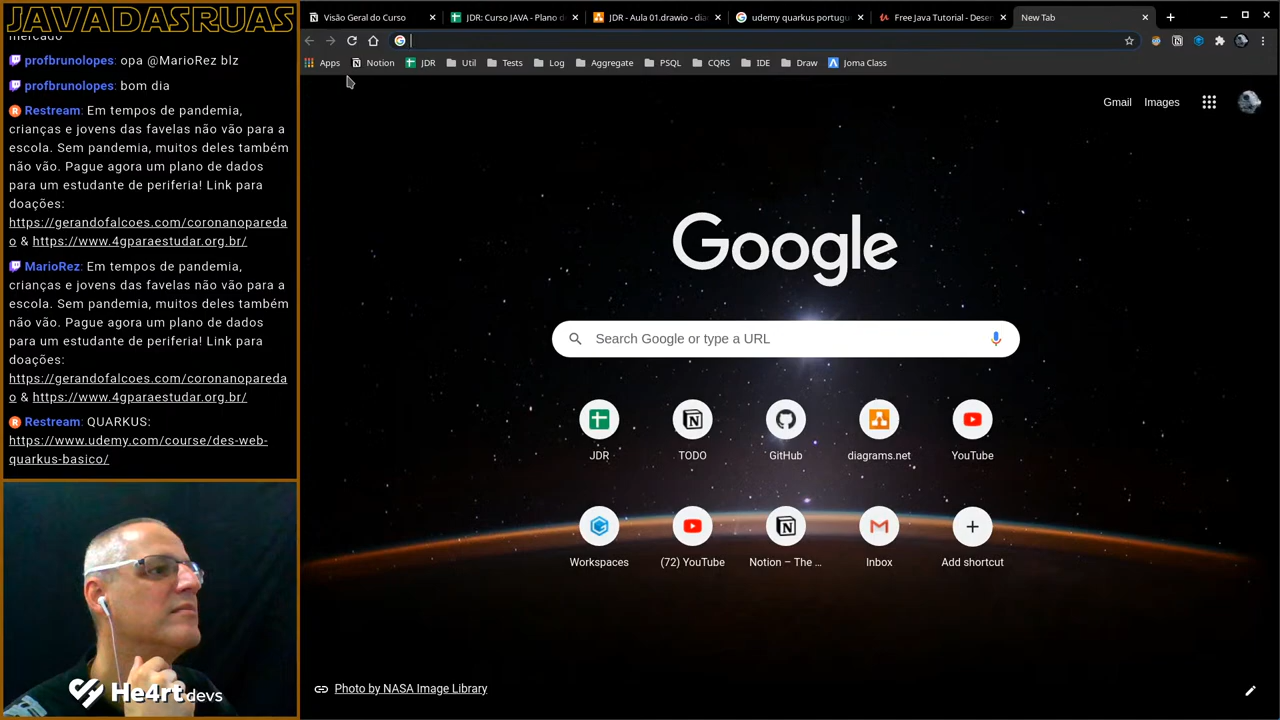 JAVADASRUAS
mercado
profbrunolopes: opa @MarioRez blz
profbrunolopes: bom dia
Restream: Em tempos de pandemia,
crianças e jovens das favelas não vão para a
escola. Sem pandemia, muitos deles também
não vão. Pague agora um plano de dados
para um estudante de periferia! Link para
doações:
https://gerandofalcoes.com/coronanopareda
o & https://www.4gparaestudar.org.br/
MarioRez: Em tempos de pandemia,
crianças e jovens das favelas não vão para a
escola. Sem pandemia, muitos deles também
não vão. Pague agora um plano de dados
para um estudante de periferia! Link para
doações:
https://gerandofalcoes.com/coronanopareda
o & https://www.4gparaestudar.org.br/
Restream: QUARKUS:
https://www.udemy.com/course/des-web-
quarkus-basico/
He4rt devs
Visão Geral do Curso
JDR: Curso JAVA - Plano d
JDR - Aula 01.drawio - dia
udemy quarkus portugu
Free Java Tutorial - Deser
New Tab
Apps
Notion
JDR
Util
Tests
Log
Aggregate
PSQL
CQRS
IDE
Draw
Joma Class
Gmail
Images
Google
Search Google or type a URL
JDR
TODO
GitHub
diagrams.net
YouTube
Workspaces
(72) YouTube
Notion – The ...
Inbox
Add shortcut
Photo by NASA Image Library